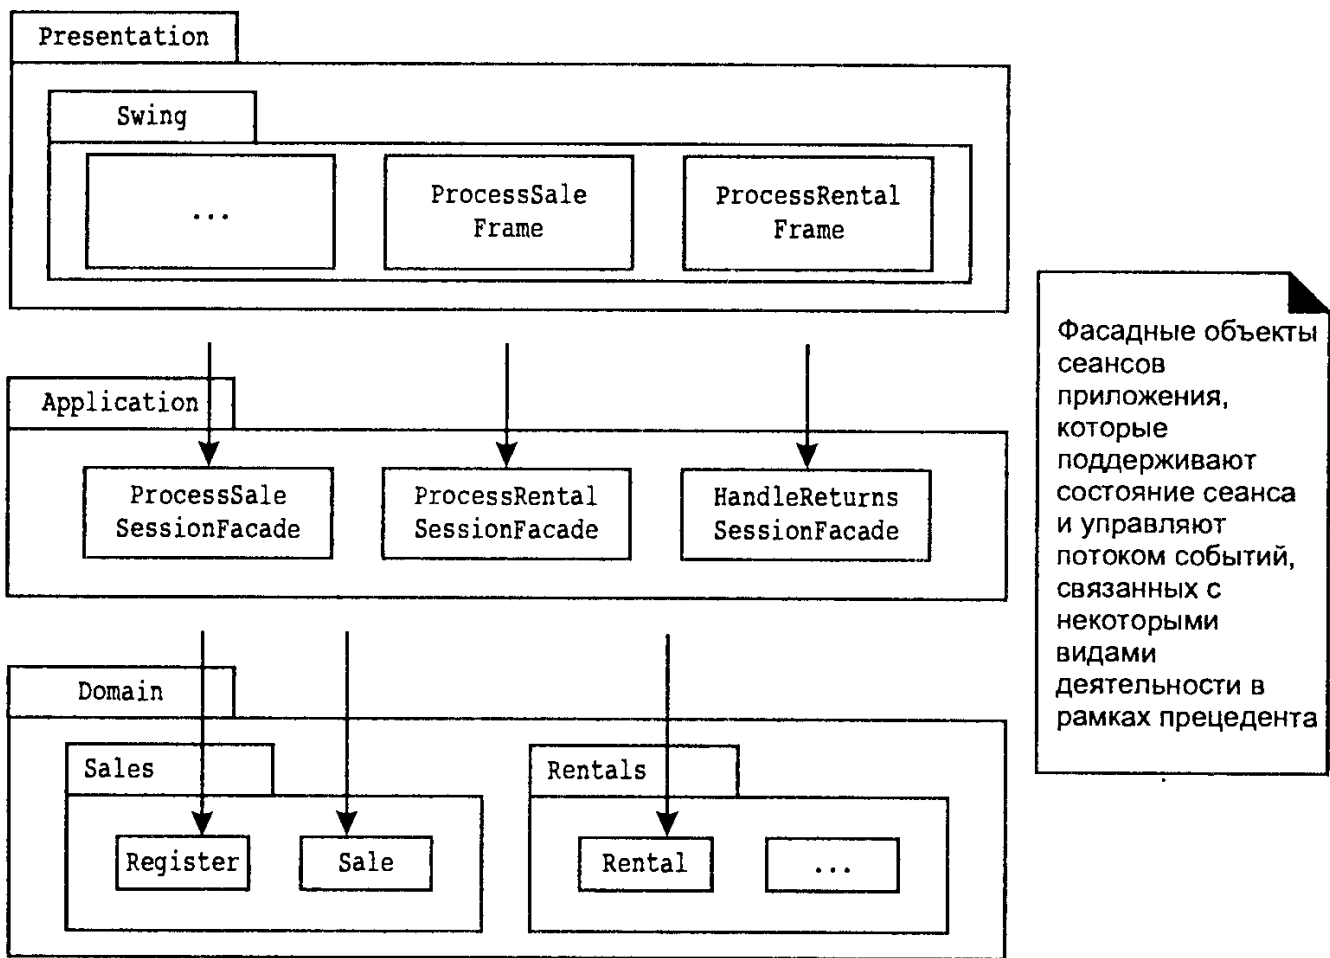 Presentation
Swing
...
ProcessSale
Frame
ProcessRental
Frame
Application
ProcessSale
SessionFacade
ProcessRental
SessionFacade
HandleReturns
SessionFacade
Domain
Sales
Register
Sale
Rentals
Rental
...
Фасадные объекты
сеансов
приложения,
которые
поддерживают
состояние сеанса
и управляют
потоком событий,
связанных с
некоторыми
видами
деятельности в
рамках прецедента